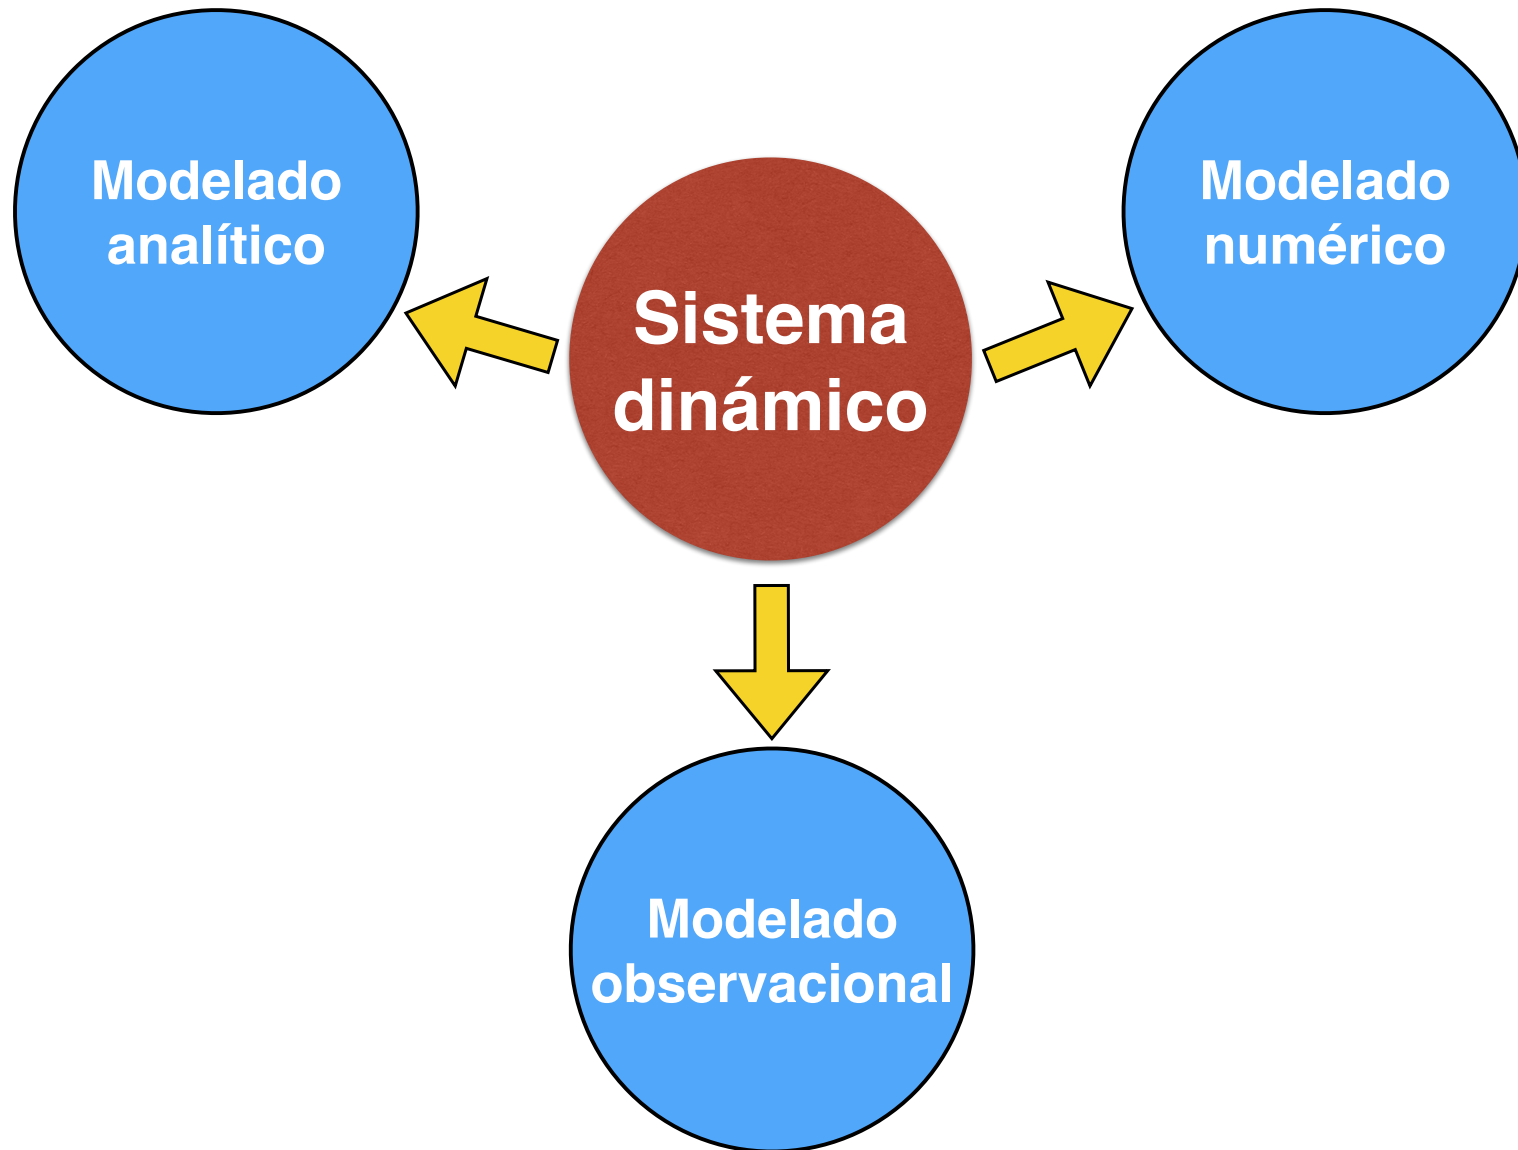 Modelado
analítico
Sistema
dinámico
Modelado
numérico
Modelado
observacional